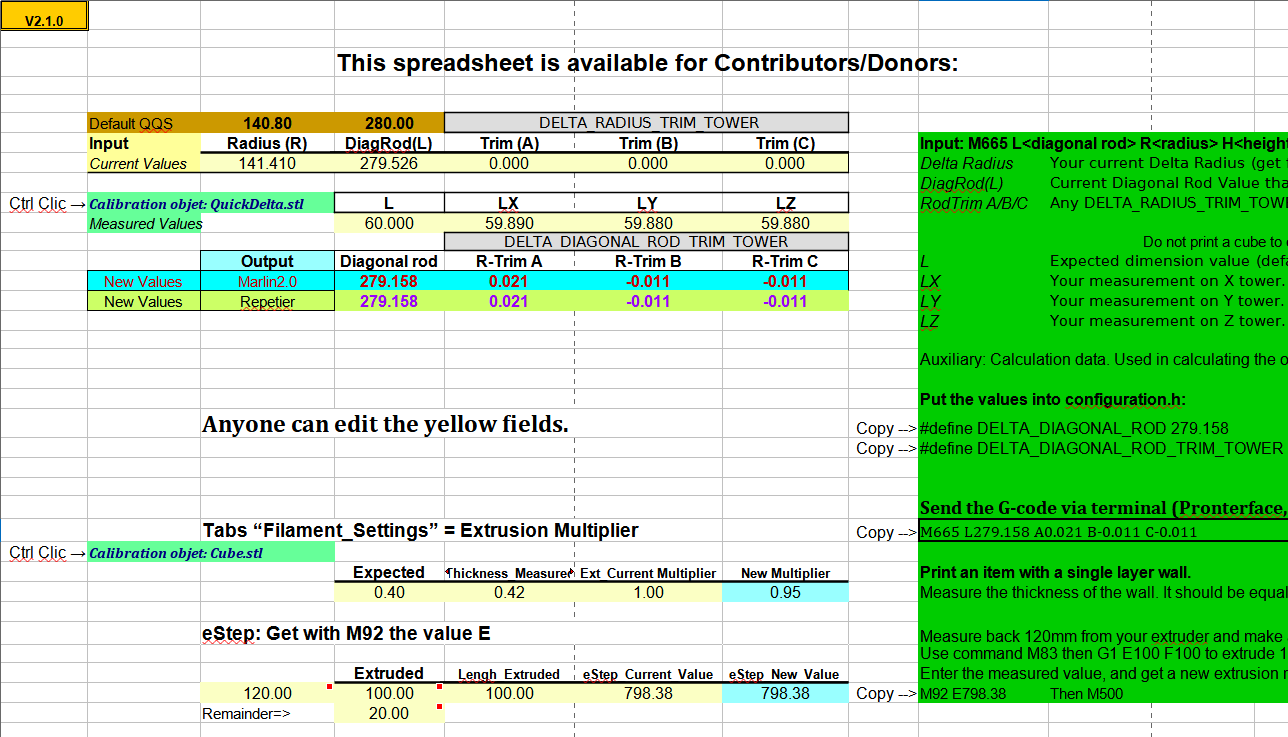 V2.1.0
This spreadsheet is available for Contributors/Donors:
Default QQS 140.80 280.00 DELTA_RADIUS_TRIM_TOWER
Input Radius (R) DiagRod(L) Trim (A) Trim (B) Trim (C) Input: M665 L<diagonal rod> R<radius> H<height
Current Values 141.410 279.526 0.000 0.000 0.000 Delta Radius Your current Delta Radius (get
DiagRod(L) Current Diagonal Rod Value tha
Ctrl Clic → Calibration objet: QuickDelta.stl L LX LY LZ RodTrim A/B/C Any DELTA_RADIUS_TRIM_TOW
Measured Values 60.000 59.890 59.880 59.880
DELTA_DIAGONAL_ROD_TRIM_TOWER Do not print a cube to
Output Diagonal rod R-Trim A R-Trim B R-Trim C L Expected dimension value (defa
New Values Marlin2.0 279.158 0.021 -0.011 -0.011 LX Your measurement on X tower.
New Values Repetier 279.158 0.021 -0.011 -0.011 LY Your measurement on Y tower.
LZ Your measurement on Z tower.
Auxiliary: Calculation data. Used in calculating the o
Put the values into configuration.h:
Anyone can edit the yellow fields. Copy --> #define DELTA_DIAGONAL_ROD 279.158
Copy --> #define DELTA_DIAGONAL_ROD_TRIM_TOWER
Send the G-code via terminal (Pronterface,
Tabs “Filament_Settings” = Extrusion Multiplier Copy --> M665 L279.158 A0.021 B-0.011 C-0.011
Ctrl Clic → Calibration objet: Cube.stl
Expected Thickness_Measure Ext_Current Multiplier New Multiplier Print an item with a single layer wall.
0.40 0.42 1.00 0.95 Measure the thickness of the wall. It should be equal
eStep: Get with M92 the value E Measure back 120mm from your extruder and make
Use command M83 then G1 E100 F100 to extrude 1
Extruded Lengh_Extruded eStep_Current_Value eStep_New_Value Enter the measured value, and get a new extrusion
120.00 100.00 100.00 798.38 798.38 Copy --> M92 E798.38 Then M500
Remainder=> 20.00